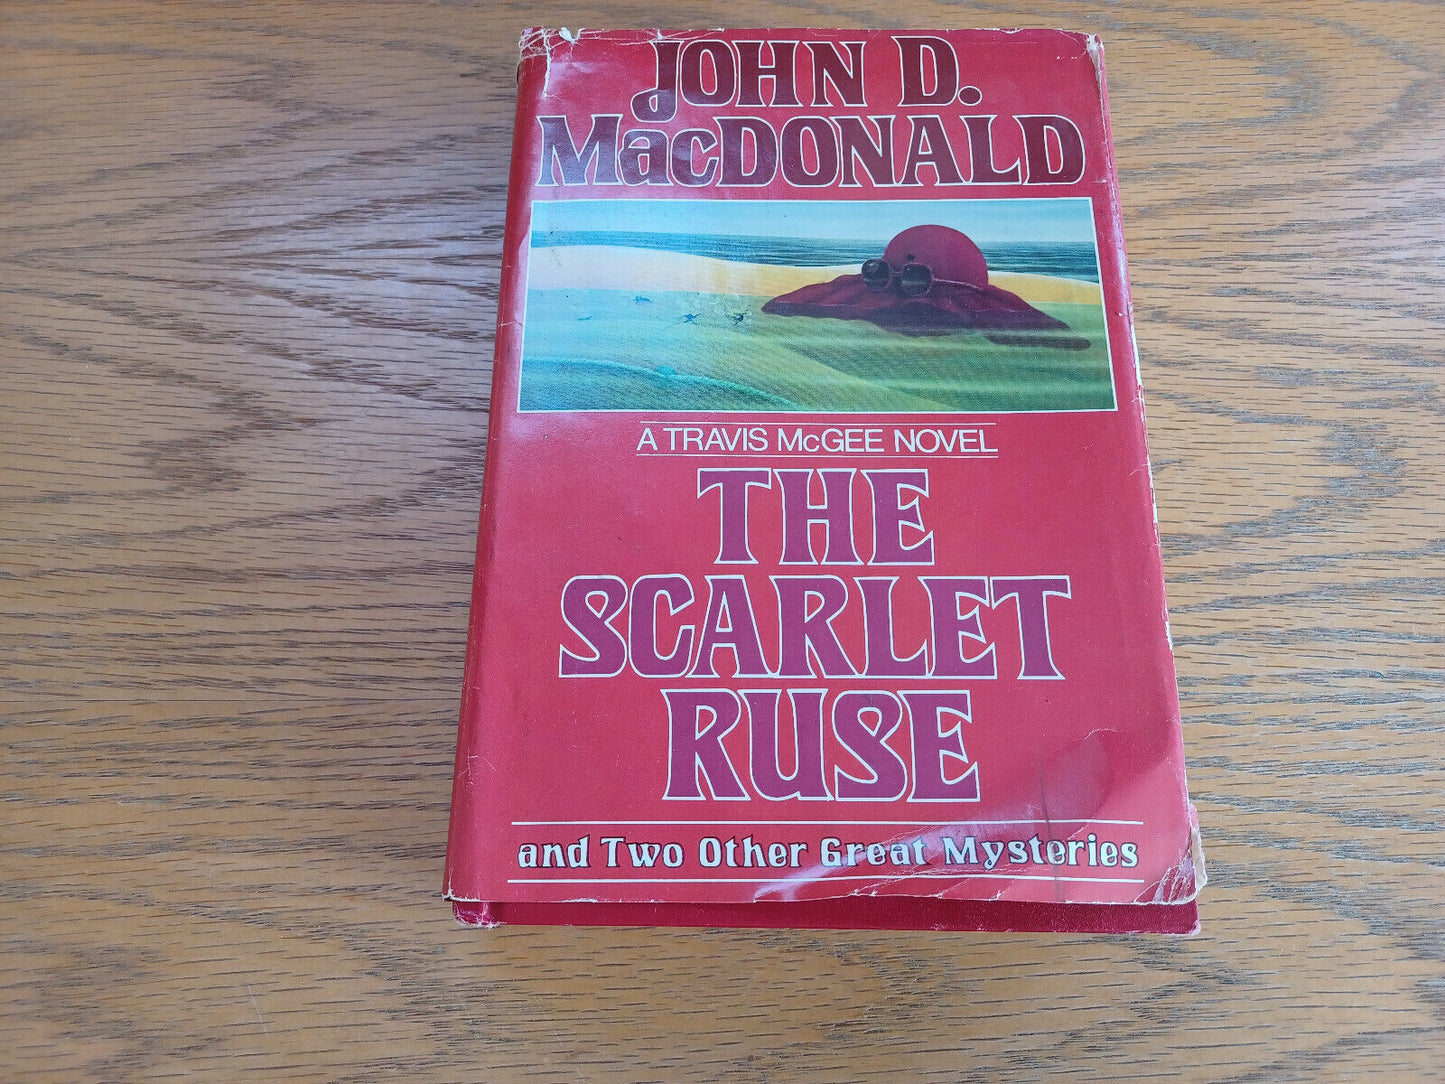 JOHN D.
MacDONALD
A TRAVIS McGEE NOVEL
THE
SCARLET
RUSE
and Two Other Great Mysteries